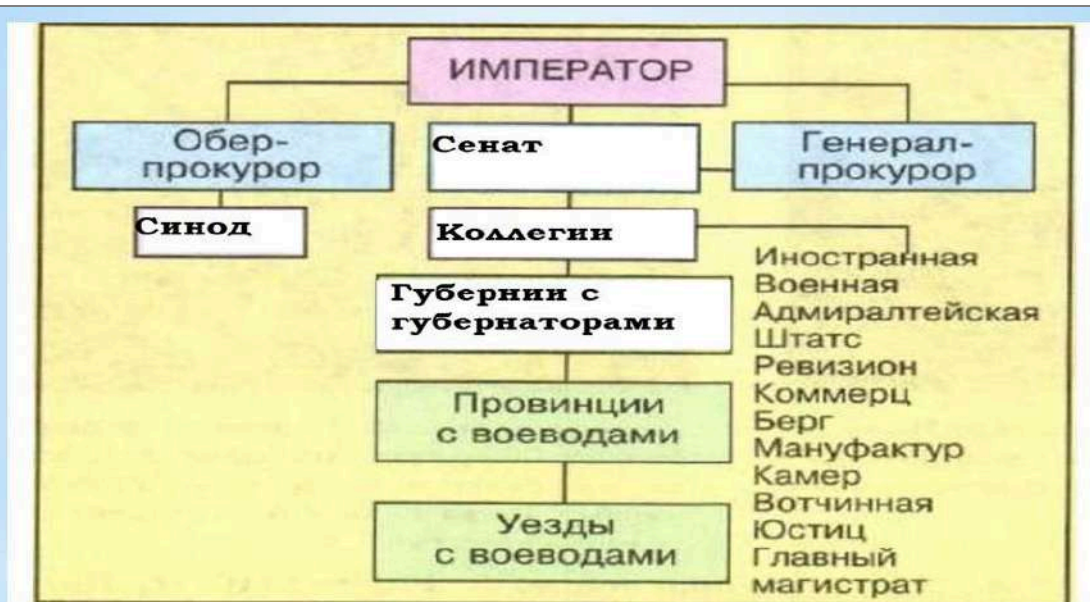 ИМПЕРАТОР
Обер-
прокурор
Сенат
Генерал-
прокурор
Синод
Коллегии
Губернии с
губернаторами
Провинции
с воеводами
Уезды
с воеводами
Иностранная
Военная
Адмиралтейская
Штатс
Ревизион
Коммерц
Берг
Мануфактур
Камер
Вотчинная
Юстиц
Главный
магистрат